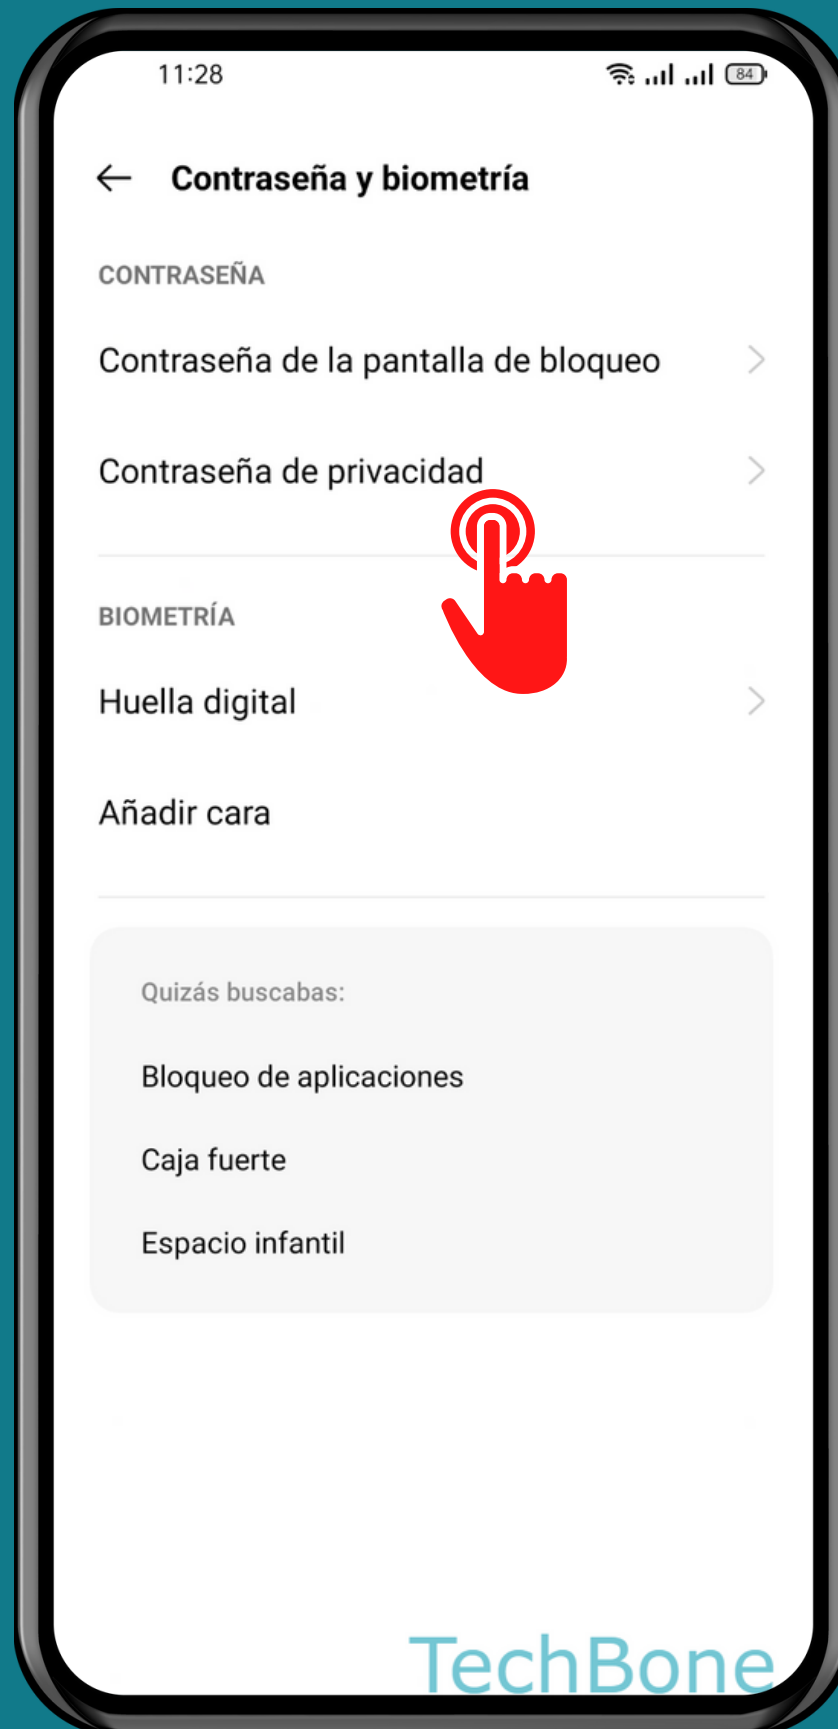 11:28
84
Contraseña y biometría
CONTRASEÑA
Contraseña de la pantalla de bloqueo
Contraseña de privacidad
BIOMETRÍA
Huella digital
Añadir cara
Quizás buscabas:
Bloqueo de aplicaciones
Caja fuerte
Espacio infantil
TechBone